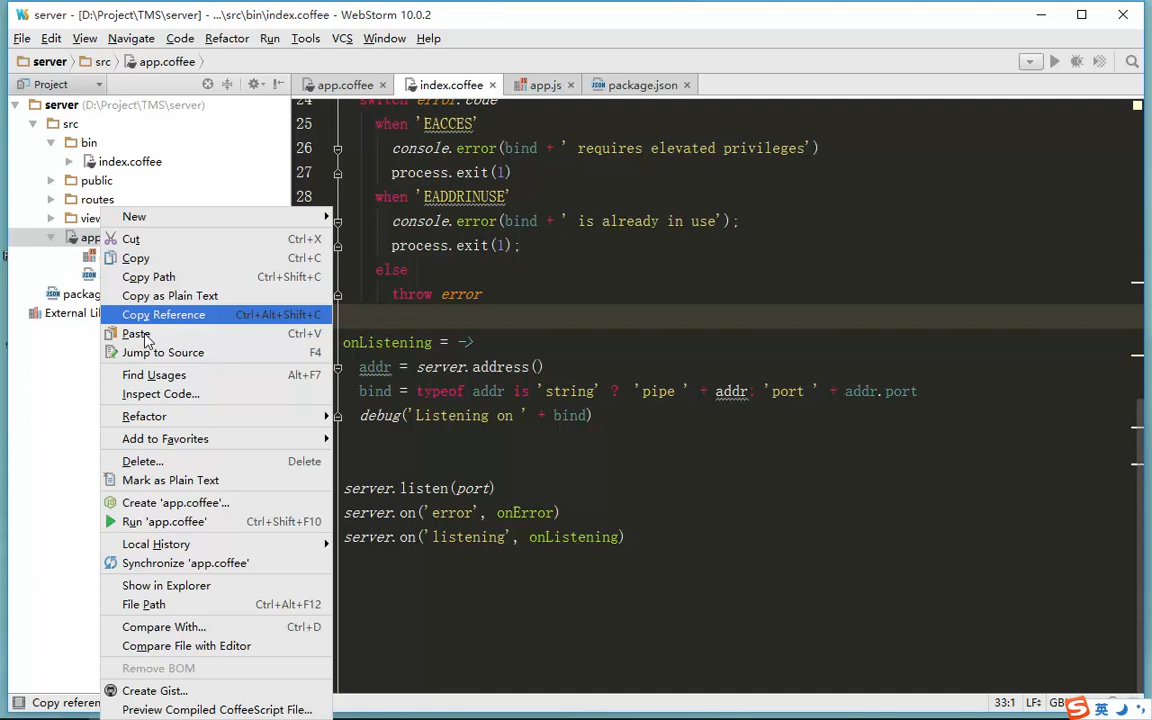 server - [D:\Project\TMS\server] - ...\src\bin\index.coffee - WebStorm 10.0.2
File Edit View Navigate Code Refactor Run Tools VCS Window Help
server src app.coffee
Project app.coffee index.coffee app.js package.json
server (D:\Project\TMS\server)
src
bin
index.coffee
public
routes
app
External
New
Cut Ctrl+X
Copy Ctrl+C
Copy Path Ctrl+Shift+C
Copy as Plain Text
Copy Reference Ctrl+Alt+Shift+C
Paste Ctrl+V
Jump to Source F4
Find Usages Alt+F7
Inspect Code...
Refactor
Add to Favorites
Delete... Delete
Mark as Plain Text
Create 'app.coffee'...
Run 'app.coffee' Ctrl+Shift+F10
Local History
Synchronize 'app.coffee'
Show in Explorer
File Path Ctrl+Alt+F12
Compare With... Ctrl+D
Compare File with Editor
Remove BOM
Create Gist...
Preview Compiled CoffeeScript File...
24 switch error.code
25 when 'EACCES'
26 console.error(bind + ' requires elevated privileges')
27 process.exit(1)
28 when 'EADDRINUSE'
console.error(bind + ' is already in use');
process.exit(1);
else
throw error
onListening = ->
addr = server.address()
bind = typeof addr is 'string' ? 'pipe ' + addr: 'port ' + addr.port
debug('Listening on ' + bind)
server.listen(port)
server.on('error', onError)
server.on('listening', onListening)
Copy 33:1 LF÷ 英